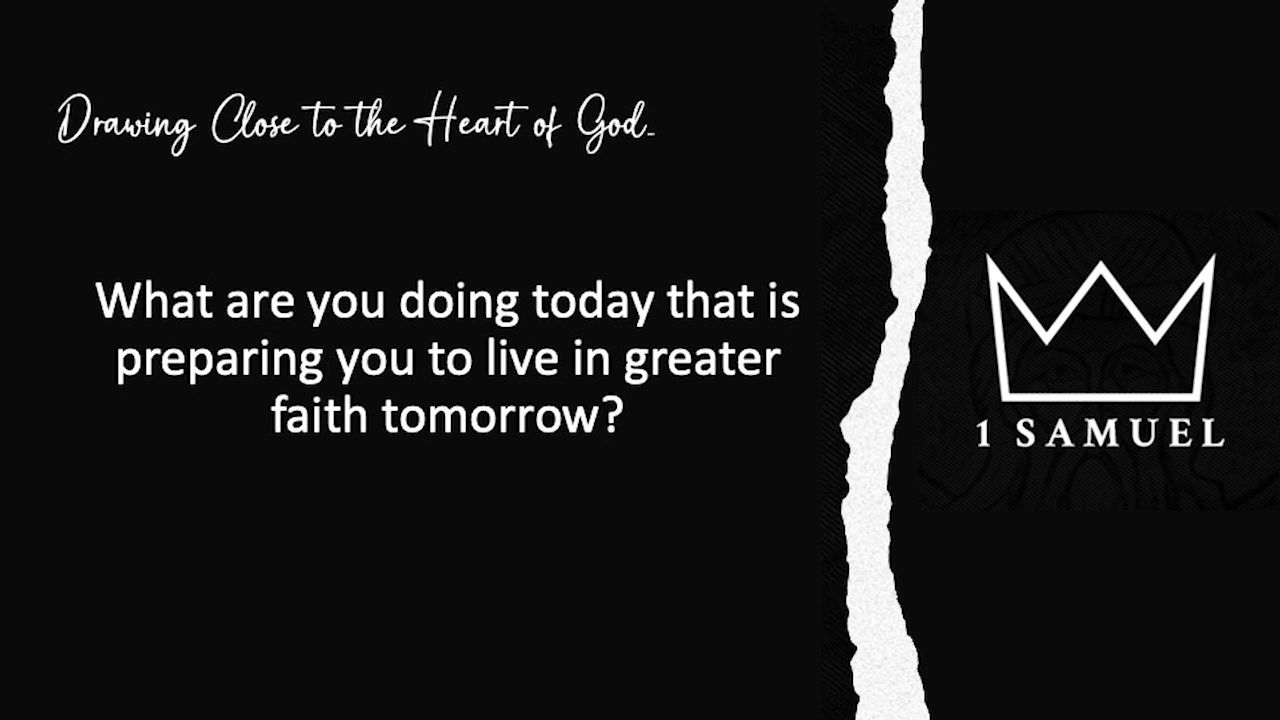 Drawing Close to the Heart of God...
What are you doing today that is
preparing you to live in greater
faith tomorrow?
1 SAMUEL